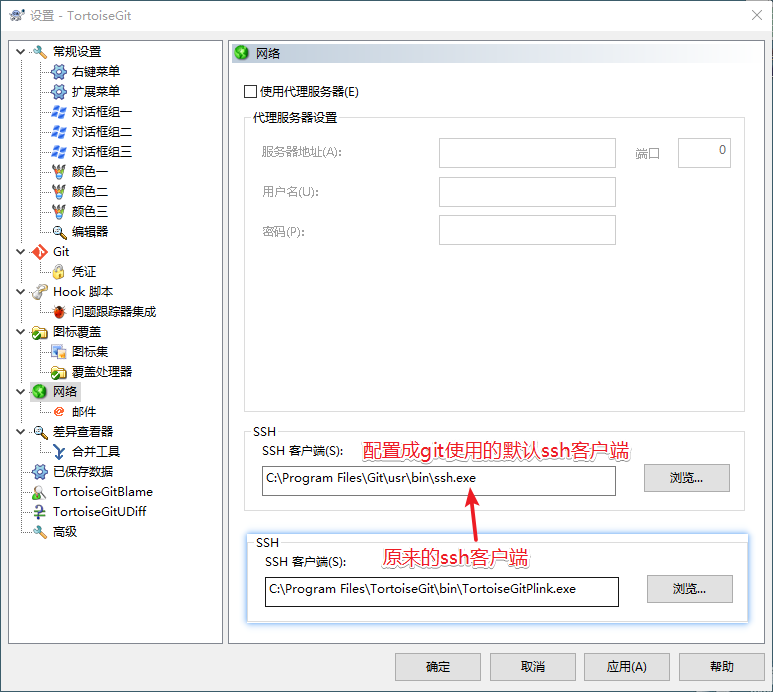 设置 - TortoiseGit
常规设置
右键菜单
扩展菜单
对话框组一
对话框组二
对话框组三
颜色一
颜色二
颜色三
编辑器
Git
凭证
Hook 脚本
问题跟踪器集成
图标覆盖
图标集
覆盖处理器
网络
邮件
差异查看器
合并工具
已保存数据
TortoiseGitBlame
TortoiseGitUDiff
高级
网络
使用代理服务器(E)
代理服务器设置
服务器地址(A):
端口
0
用户名(U):
密码(P):
SSH
SSH 客户端(S):
配置成git使用的默认ssh客户端
C:\Program Files\Git\usr\bin\ssh.exe
浏览...
SSH
SSH 客户端(S):
原来的ssh客户端
C:\Program Files\TortoiseGit\bin\TortoiseGitPlink.exe
浏览...
确定
取消
应用(A)
帮助